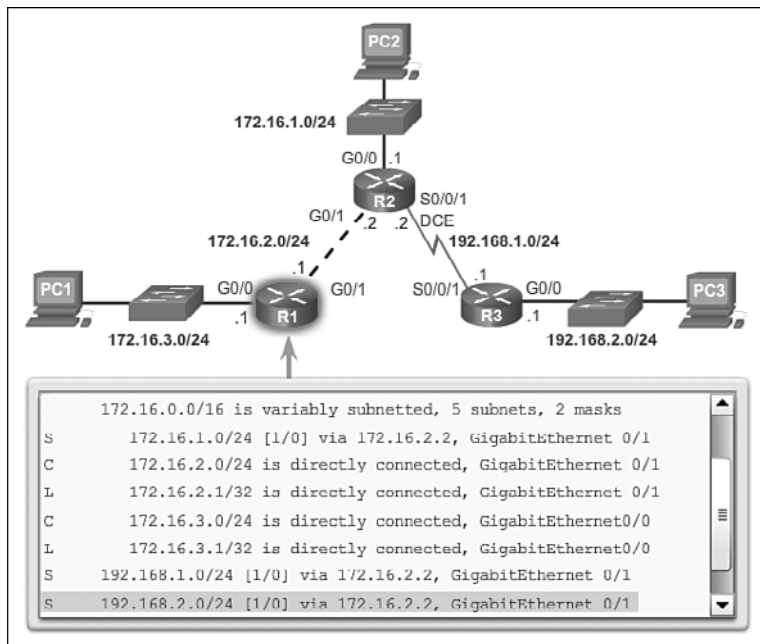 PC2
172.16.1.0/24
G0/0 .1
R2
S0/0/1
G0/1
.2 .2
DCE
172.16.2.0/24
192.168.1.0/24
.1
PC1
G0/0
R1
G0/1
.1
172.16.3.0/24
S0/0/1
.1
R3
G0/0
.1
PC3
192.168.2.0/24
172.16.0.0/16 is variably subnetted, 5 subnets, 2 masks
S 172.16.1.0/24 [1/0] via 172.16.2.2, GigabitEthernet 0/1
C 172.16.2.0/24 is directly connected, GigabitEthernet 0/1
L 172.16.2.1/32 is directly connected, GigabitEthernet 0/1
C 172.16.3.0/24 is directly connected, GigabitEthernet0/0
L 172.16.3.1/32 is directly connected, GigabitEthernet0/0
S 192.168.1.0/24 [1/0] via 172.16.2.2, GigabitEthernet 0/1
S 192.168.2.0/24 [1/0] via 172.16.2.2, GigabitEthernet 0/1